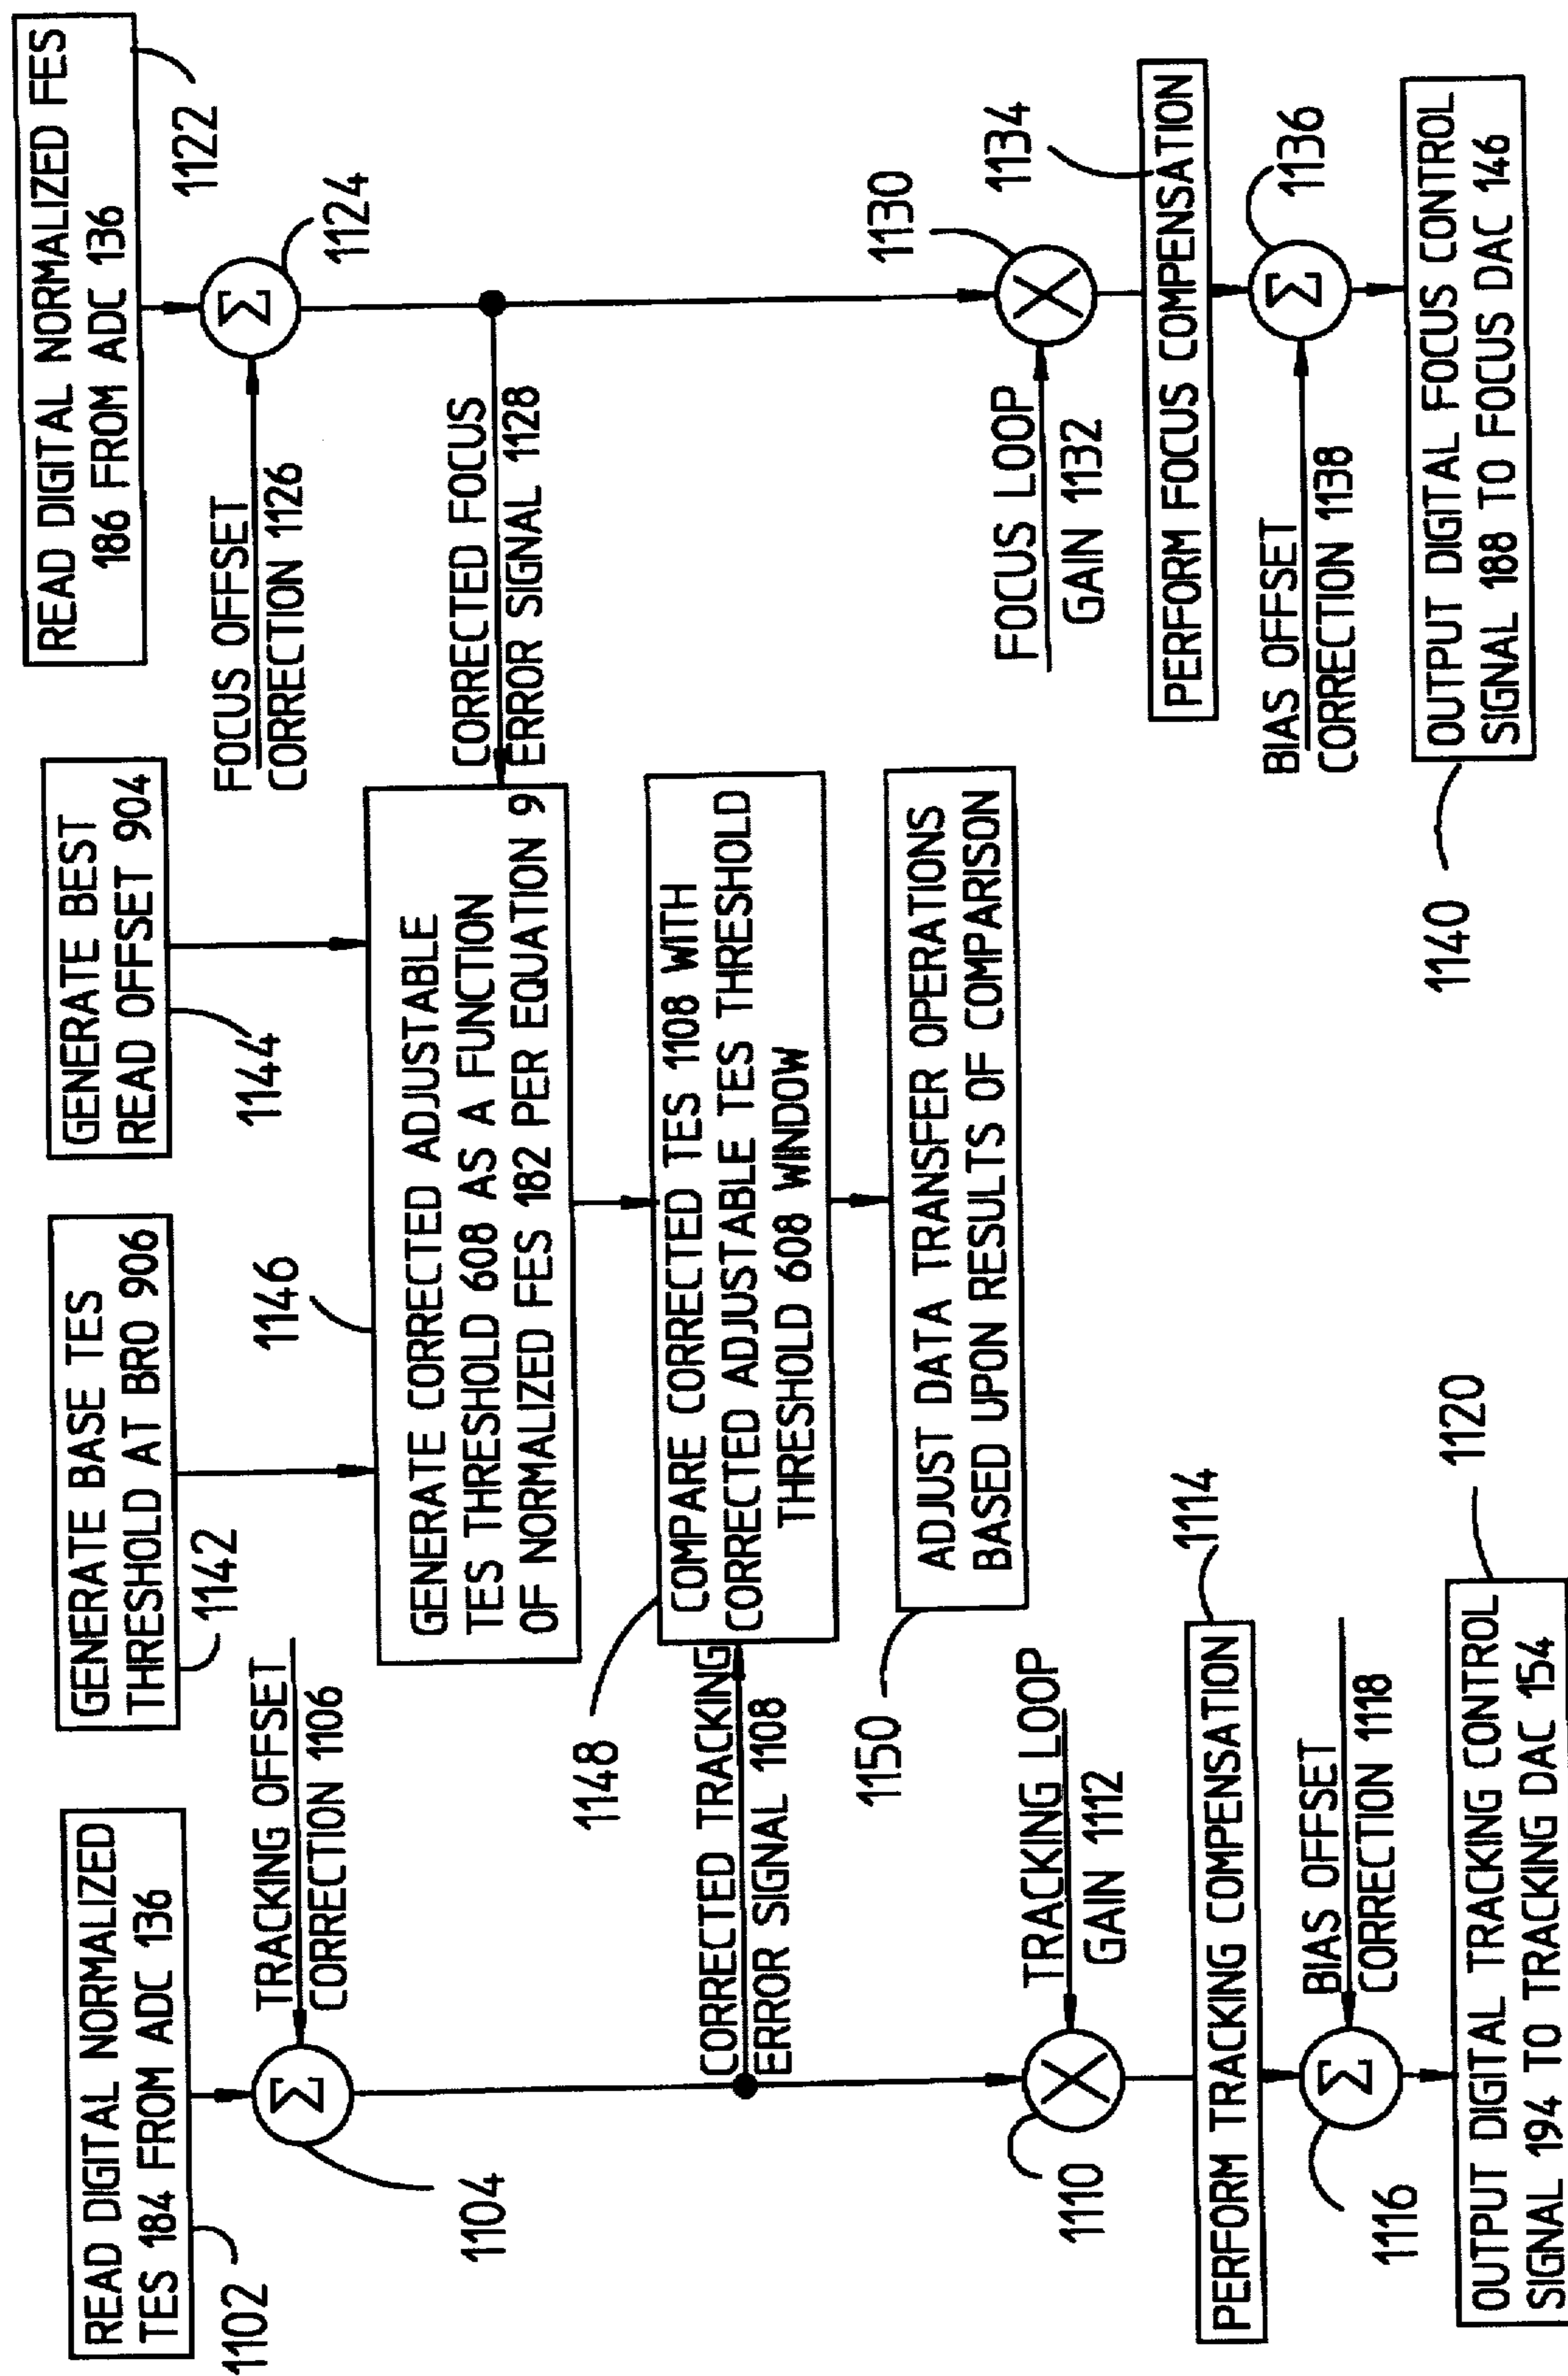 READ DIGITAL NORMALIZED
TES 184 FROM ADC 136
1102
TRACKING OFFSET
CORRECTION 1106
Σ
1104
CORRECTED TRACKING
ERROR SIGNAL 1108
TRACKING LOOP
GAIN 1112
X
1110
PERFORM TRACKING COMPENSATION
1114
BIAS OFFSET
CORRECTION 1118
Σ
1116
OUTPUT DIGITAL TRACKING CONTROL
SIGNAL 194 TO TRACKING DAC 154
1120
GENERATE BASE TES
THRESHOLD AT BRO 906
1142
GENERATE BEST
READ OFFSET 904
1144
1146
GENERATE CORRECTED ADJUSTABLE
TES THRESHOLD 608 AS A FUNCTION
OF NORMALIZED FES 182 PER EQUATION 9
COMPARE CORRECTED TES 1108 WITH
CORRECTED ADJUSTABLE TES THRESHOLD
THRESHOLD 608 WINDOW
1148
ADJUST DATA TRANSFER OPERATIONS
BASED UPON RESULTS OF COMPARISON
1150
READ DIGITAL NORMALIZED FES
186 FROM ADC 136
1122
FOCUS OFFSET
CORRECTION 1126
Σ
1124
CORRECTED FOCUS
ERROR SIGNAL 1128
FOCUS LOOP
GAIN 1132
X
1130
PERFORM FOCUS COMPENSATION
1134
BIAS OFFSET
CORRECTION 1138
Σ
1136
OUTPUT DIGITAL FOCUS CONTROL
SIGNAL 188 TO FOCUS DAC 146
1140